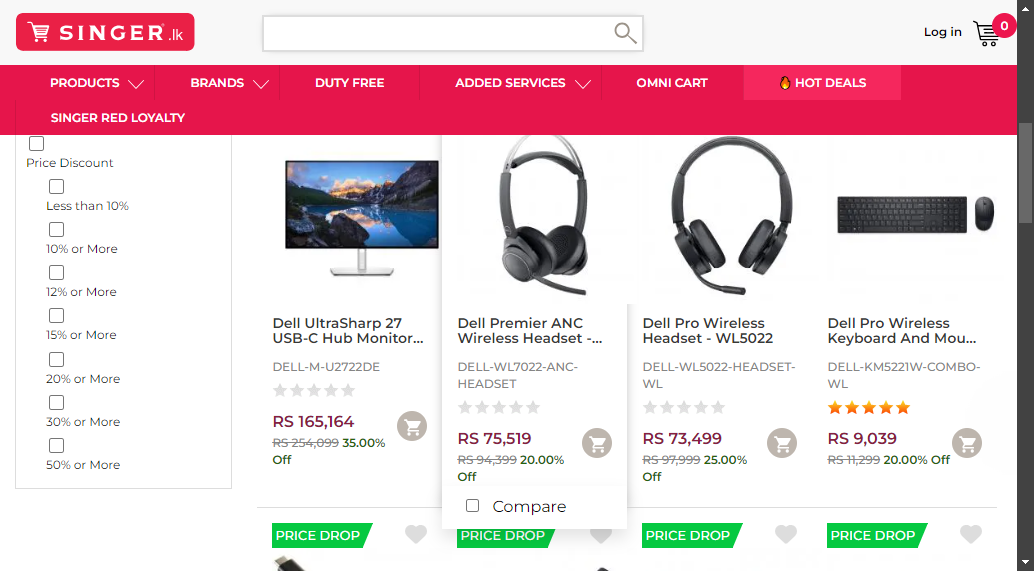 SINGER.lk
Log in
0
PRODUCTS
BRANDS
DUTY FREE
ADDED SERVICES
OMNI CART
HOT DEALS
SINGER RED LOYALTY
Price Discount
Less than 10%
10% or More
12% or More
15% or More
20% or More
30% or More
50% or More
Dell UltraSharp 27
USB-C Hub Monitor...
DELL-M-U2722DE
RS 165,164
RS 254,099 35.00%
Off
Dell Premier ANC
Wireless Headset -...
DELL-WL7022-ANC-
HEADSET
RS 75,519
RS 94,399 20.00%
Off
Compare
Dell Pro Wireless
Headset - WL5022
DELL-WL5022-HEADSET-
WL
RS 73,499
RS 97,999 25.00%
Off
Dell Pro Wireless
Keyboard And Mou...
DELL-KM5221W-COMBO-
WL
RS 9,039
RS 11,299 20.00% Off
PRICE DROP
PRICE DROP
PRICE DROP
PRICE DROP